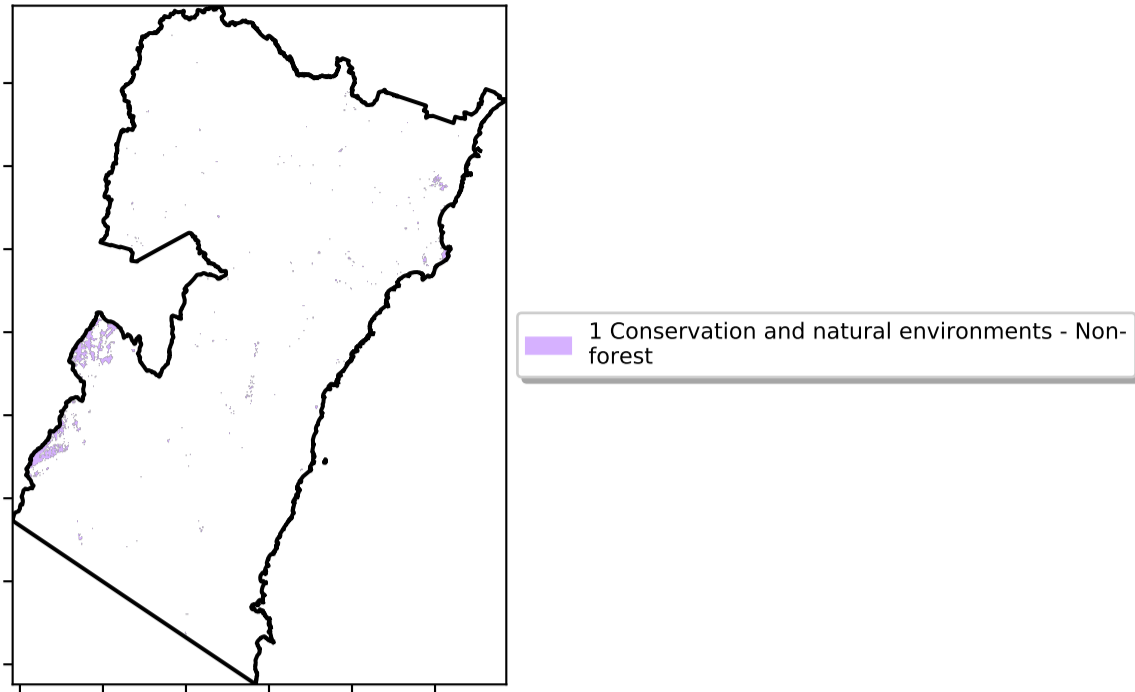 1 Conservation and natural environments - Non-
forest